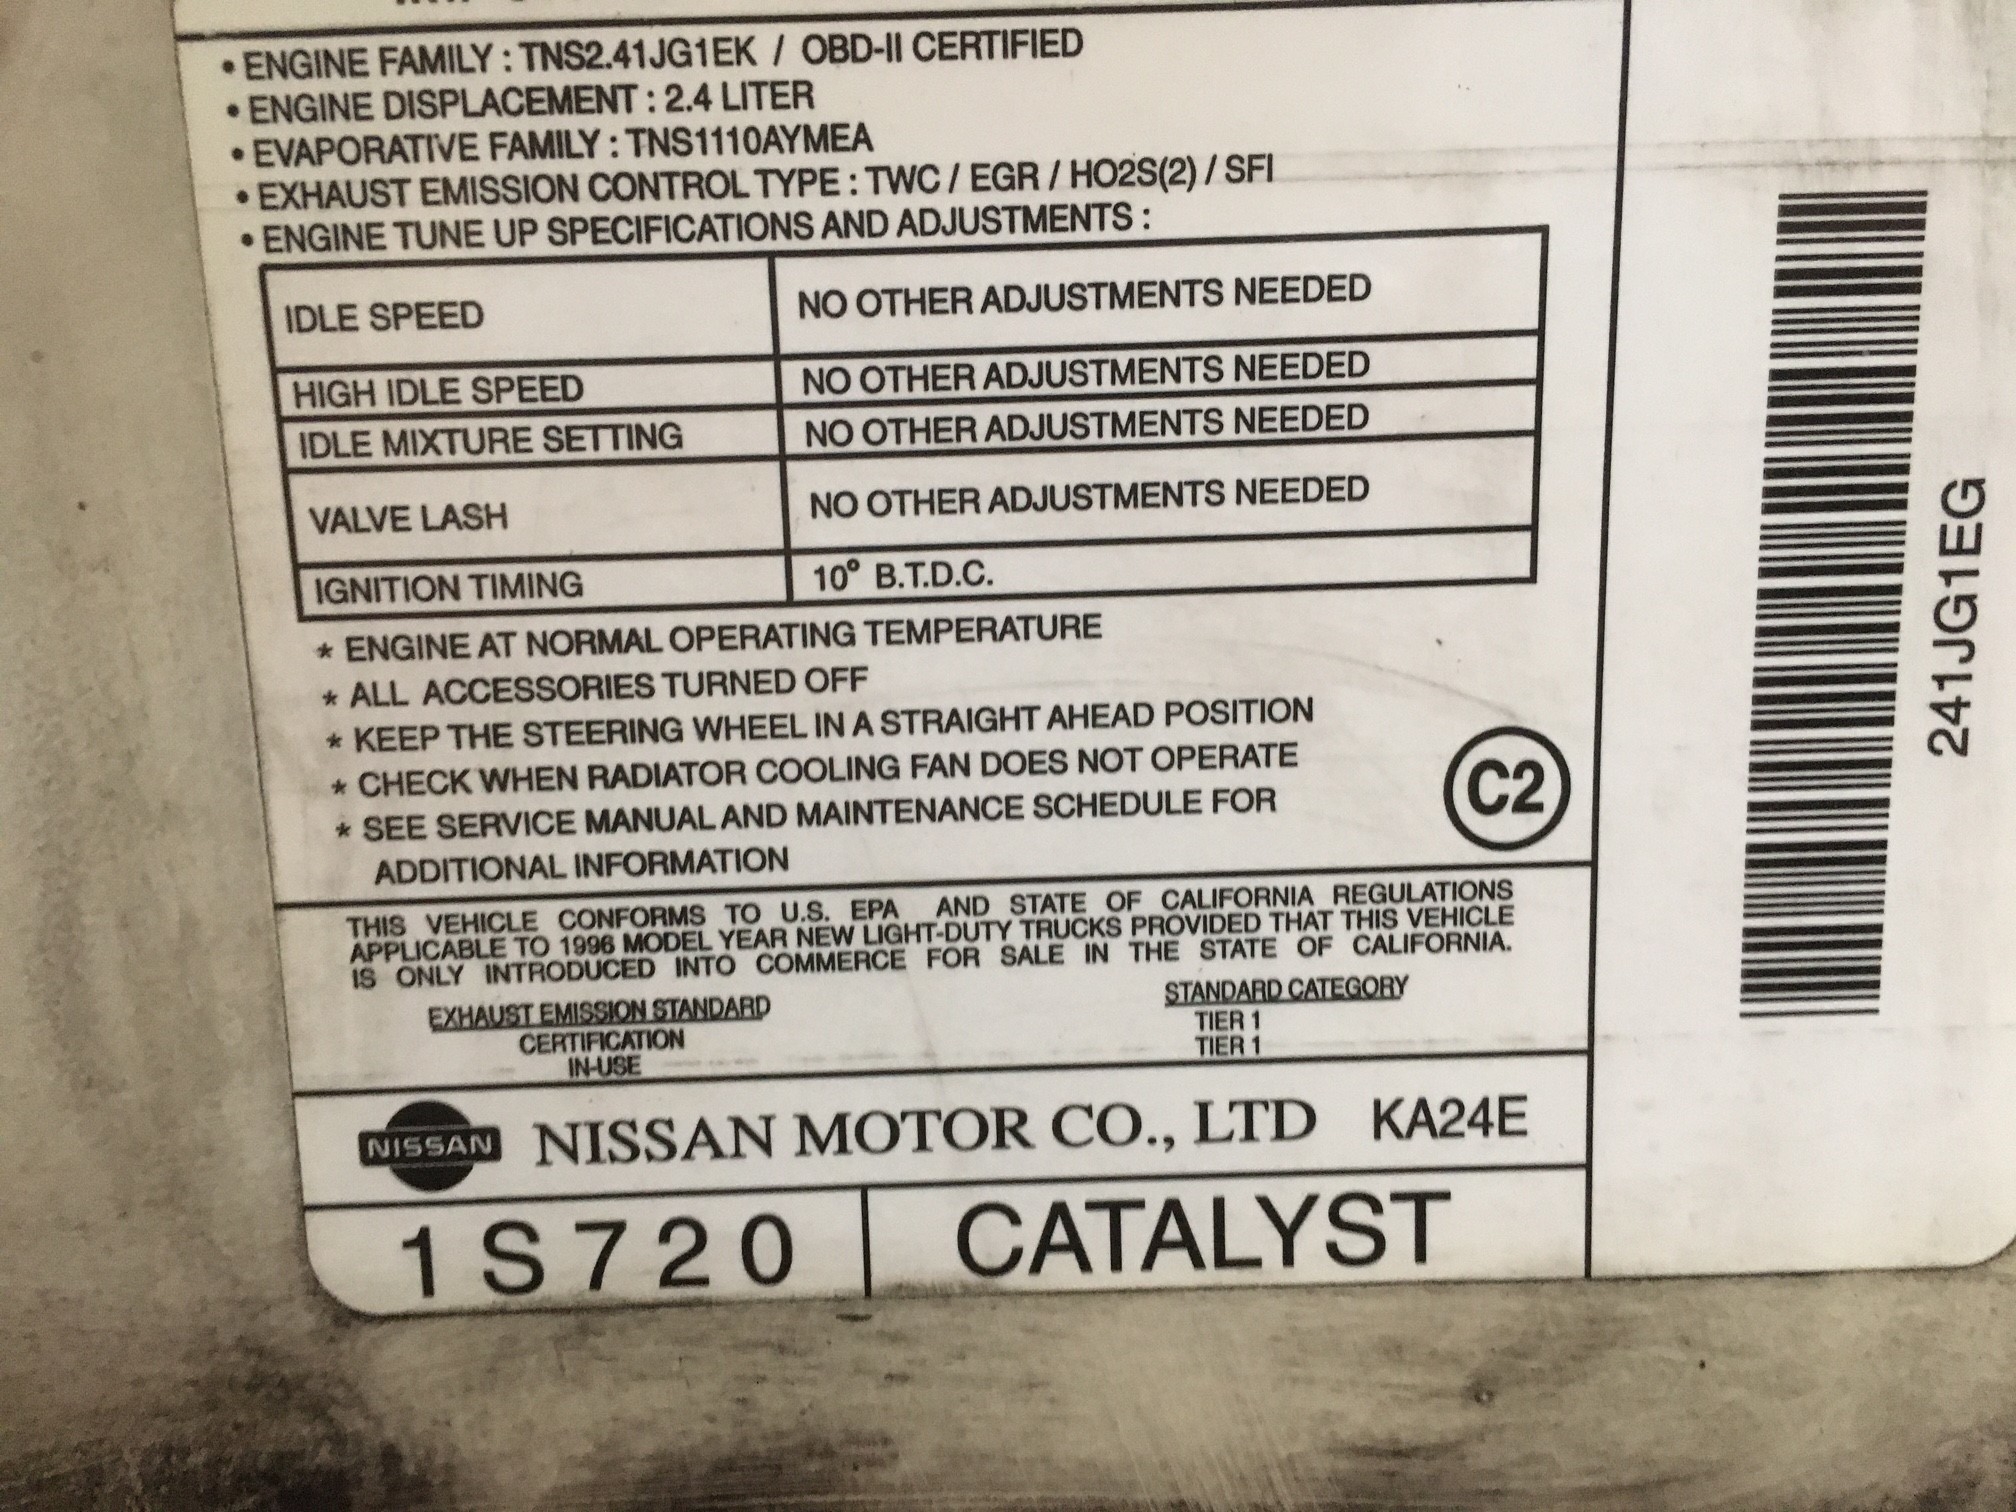 • ENGINE FAMILY : TNS2.41JG1EK / OBD-II CERTIFIED
• ENGINE DISPLACEMENT : 2.4 LITER
• EVAPORATIVE FAMILY : TNS1110AYMEA
• EXHAUST EMISSION CONTROL TYPE : TWC / EGR / HO2S(2) / SFI
• ENGINE TUNE UP SPECIFICATIONS AND ADJUSTMENTS :
IDLE SPEED NO OTHER ADJUSTMENTS NEEDED
HIGH IDLE SPEED NO OTHER ADJUSTMENTS NEEDED
IDLE MIXTURE SETTING NO OTHER ADJUSTMENTS NEEDED
VALVE LASH NO OTHER ADJUSTMENTS NEEDED
IGNITION TIMING 10° B.T.D.C.
* ENGINE AT NORMAL OPERATING TEMPERATURE
* ALL ACCESSORIES TURNED OFF
* KEEP THE STEERING WHEEL IN A STRAIGHT AHEAD POSITION
* CHECK WHEN RADIATOR COOLING FAN DOES NOT OPERATE
* SEE SERVICE MANUAL AND MAINTENANCE SCHEDULE FOR
ADDITIONAL INFORMATION
C2
THIS VEHICLE CONFORMS TO U.S. EPA AND STATE OF CALIFORNIA REGULATIONS
APPLICABLE TO 1996 MODEL YEAR NEW LIGHT-DUTY TRUCKS PROVIDED THAT THIS VEHICLE
IS ONLY INTRODUCED INTO COMMERCE FOR SALE IN THE STATE OF CALIFORNIA.
EXHAUST EMISSION STANDARD STANDARD CATEGORY
CERTIFICATION TIER 1
IN-USE TIER 1
NISSAN NISSAN MOTOR CO., LTD KA24E
1S720 CATALYST
241JG1EG